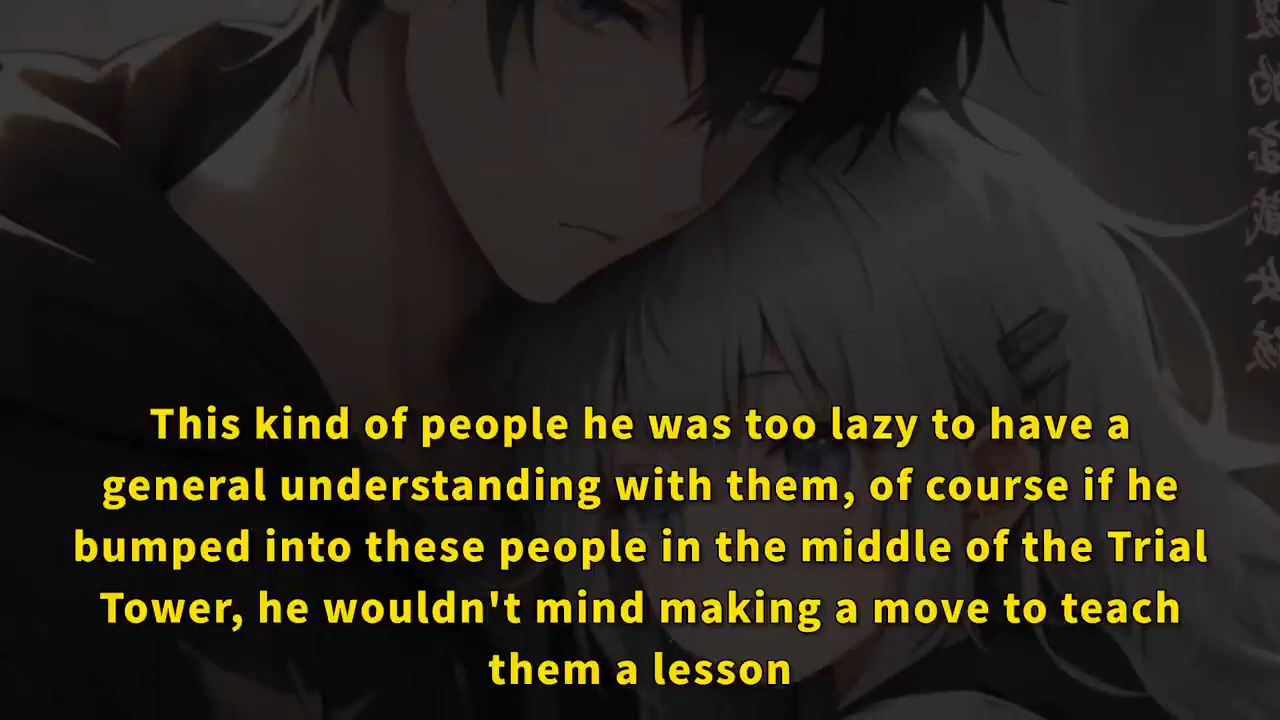 This kind of people he was too lazy to have a
general understanding with them, of course if he
bumped into these people in the middle of the Trial
Tower, he wouldn't mind making a move to teach
them a lesson